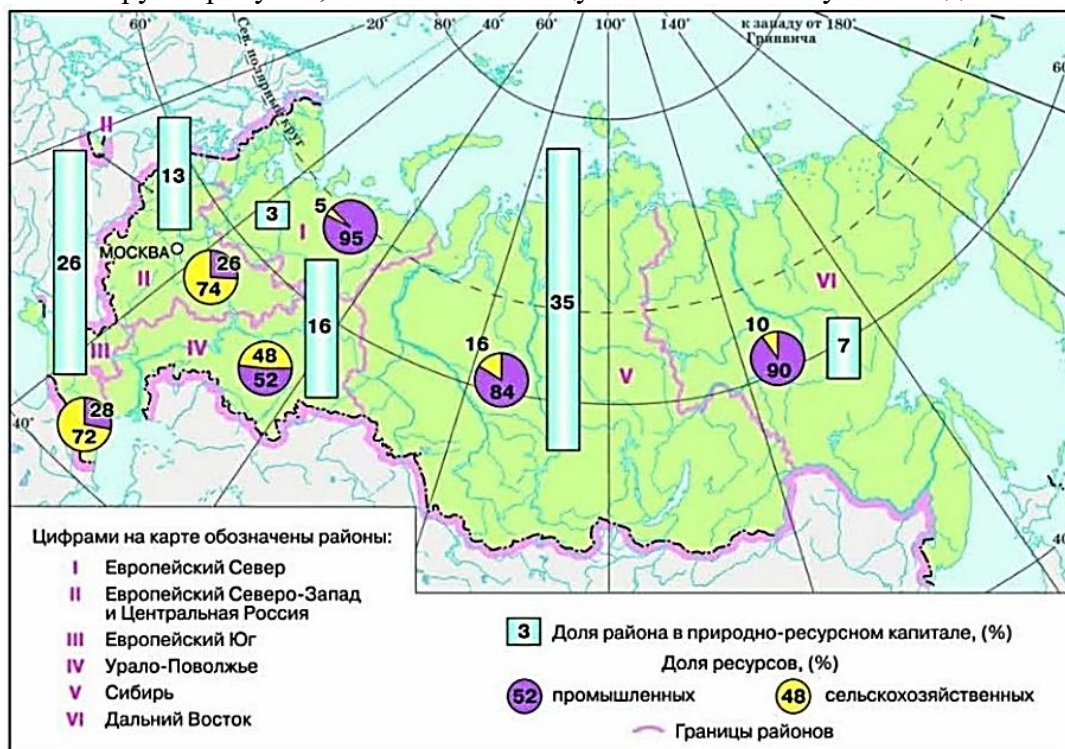 20°
40°
60°
80°
100°
140°
к западу от
Гринвича
180°
Сев. полярный круг
60
II
13
3
5
95
I
26
МОСКВА
II
26
74
16
35
VI
III
IV
48
52
16
84
10
90
7
V
28
72
40°
40
Цифрами на карте обозначены районы:
I Европейский Север
II Европейский Северо-Запад
и Центральная Россия
III Европейский Юг
IV Урало-Поволжье
V Сибирь
VI Дальний Восток
3 Доля района в природно-ресурсном капитале, (%)
Доля ресурсов, (%)
52 промышленных
48 сельскохозяйственных
Границы районов